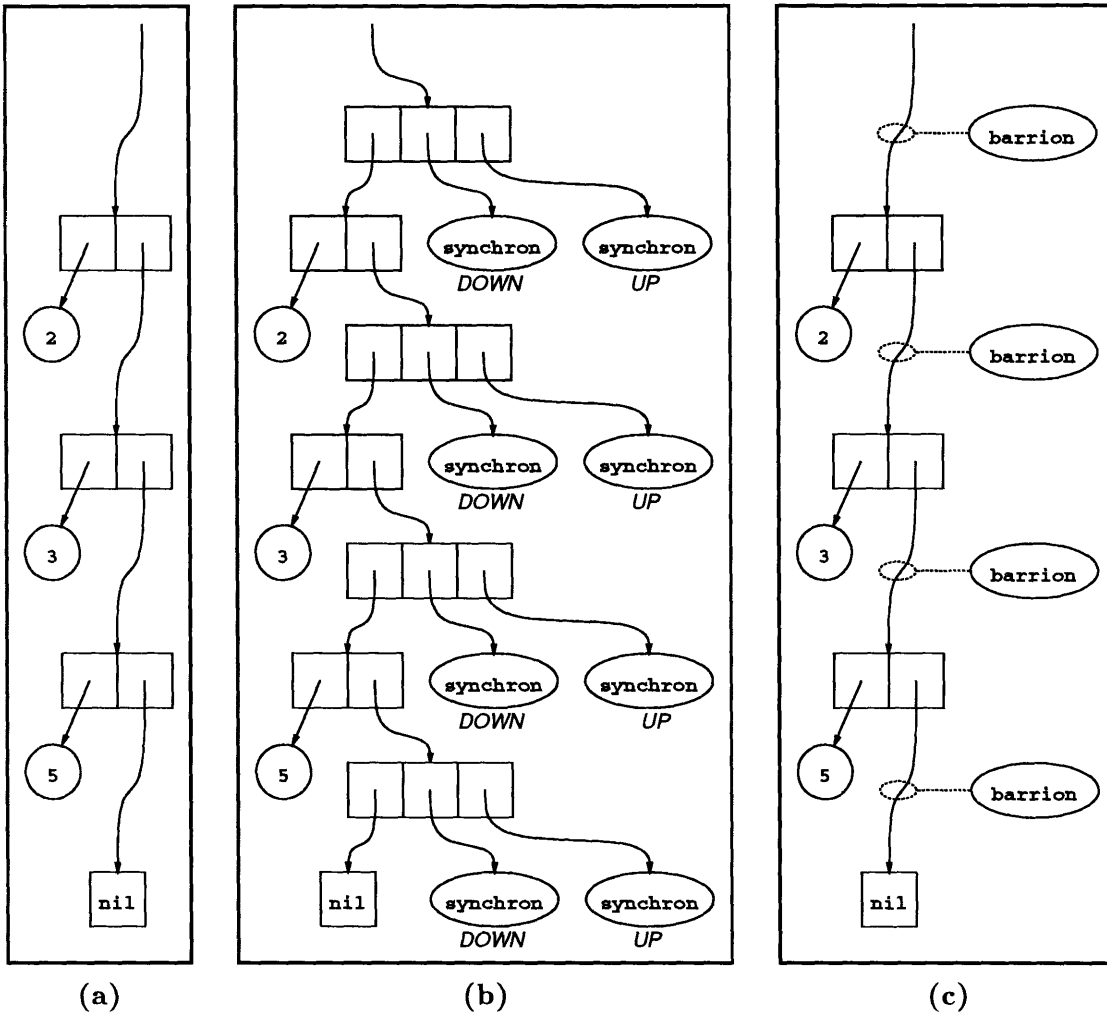 2
3
5
nil
(a)
synchron synchron
DOWN UP
2
synchron synchron
DOWN UP
3
synchron synchron
DOWN UP
5
nil synchron synchron
DOWN UP
(b)
barrion
2
barrion
3
barrion
5
barrion
nil
(c)